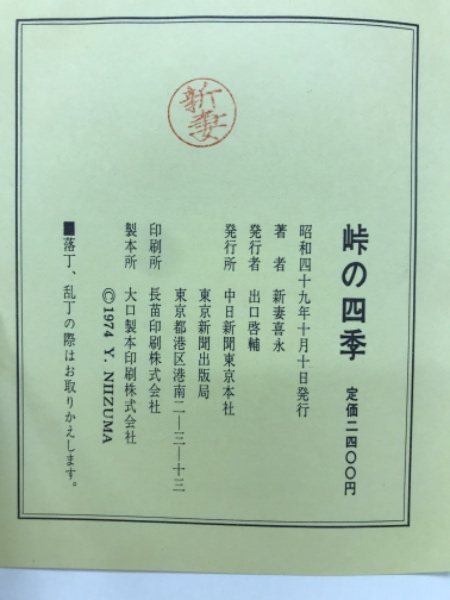 峠の四季　定価二四〇〇円
昭和四十九年十月十日発行
著　者　新妻喜永
発行者　出口啓輔
発行所　中日新聞東京本社
東京新聞出版局
東京都港区港南二―三―十三
印刷所　長苗印刷株式会社
製本所　大口製本印刷株式会社
©1974 Y. NIIZUMA
■落丁、乱丁の際はお取りかえします。
新妻